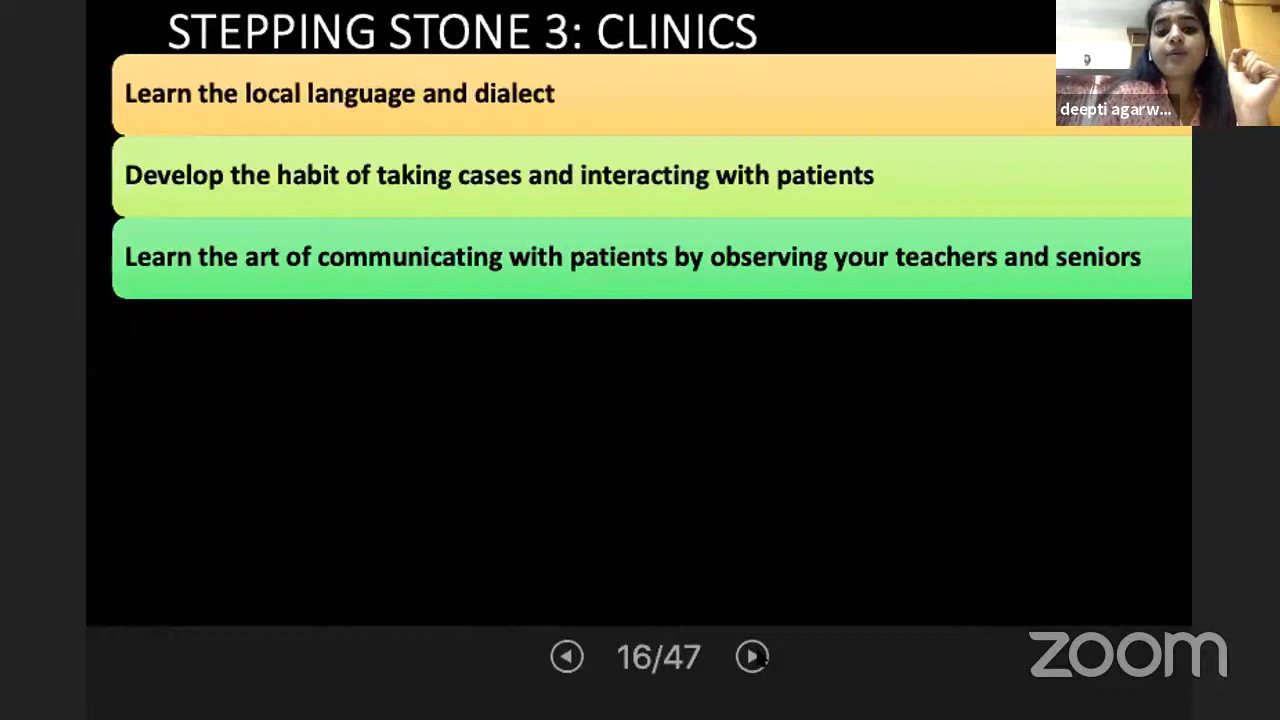 STEPPING STONE 3: CLINICS
Learn the local language and dialect
deepti agarw...
Develop the habit of taking cases and interacting with patients
Learn the art of communicating with patients by observing your teachers and seniors
16/47
zoom